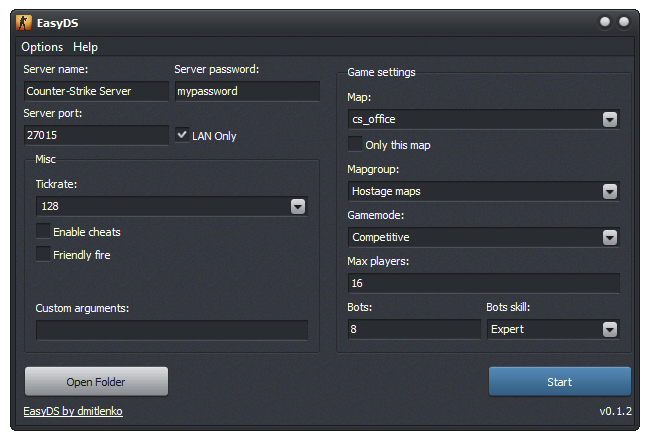 EasyDS
Options Help
Server name:
Counter-Strike Server
Server password:
mypassword
Server port:
27015
LAN Only
Misc
Tickrate:
128
Enable cheats
Friendly fire
Custom arguments:
Game settings
Map:
cs_office
Only this map
Mapgroup:
Hostage maps
Gamemode:
Competitive
Max players:
16
Bots:
8
Bots skill:
Expert
Open Folder
Start
EasyDS by dmitlenko
v0.1.2